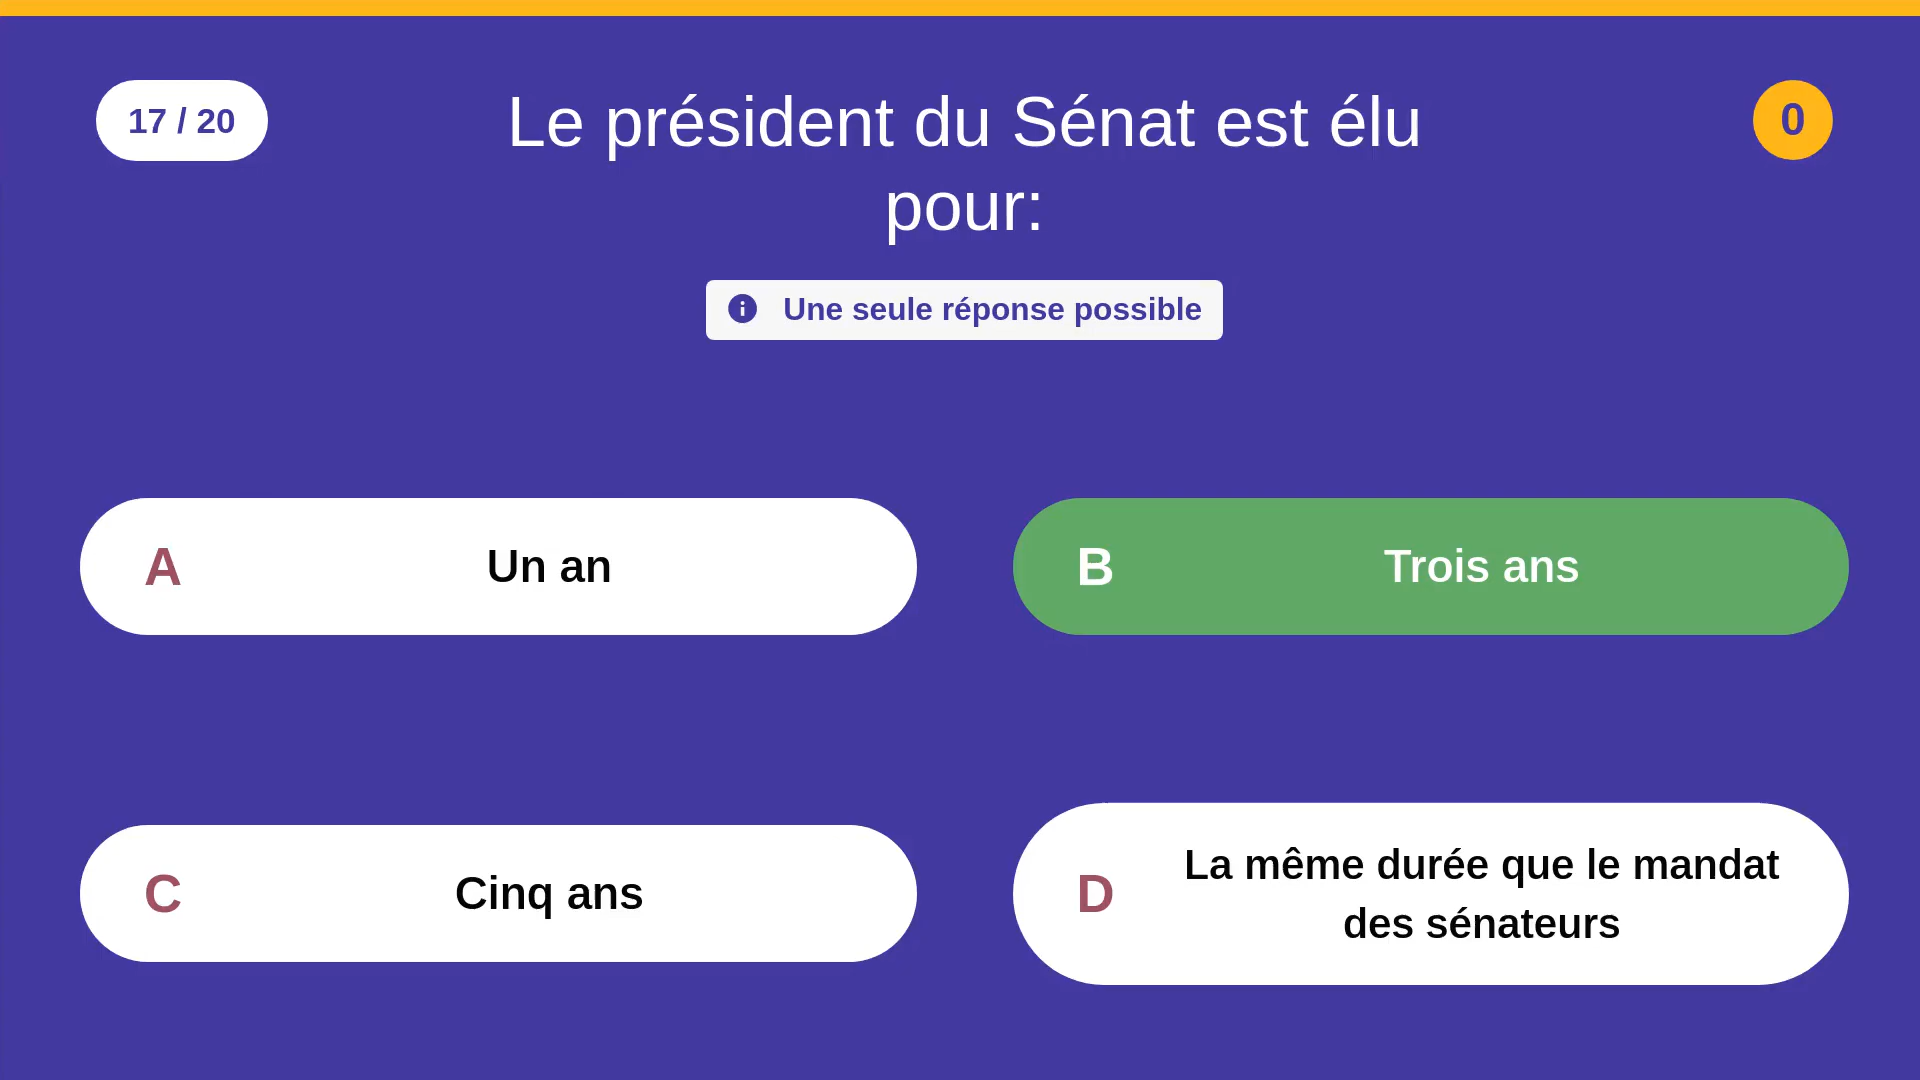 17 / 20
Le président du Sénat est élu
pour:
0
Une seule réponse possible
A
Un an
B
Trois ans
C
Cinq ans
D
La même durée que le mandat
des sénateurs